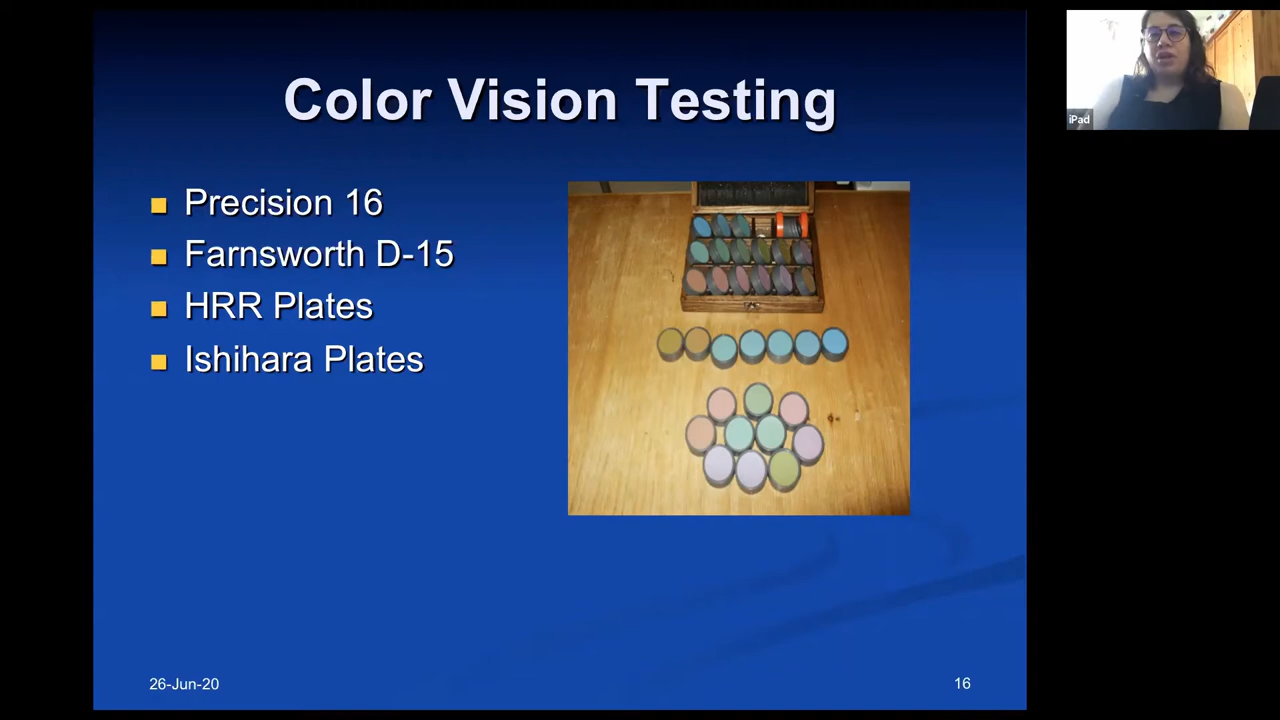 Color Vision Testing
Precision 16
Farnsworth D-15
HRR Plates
Ishihara Plates
26-Jun-20
16
iPad